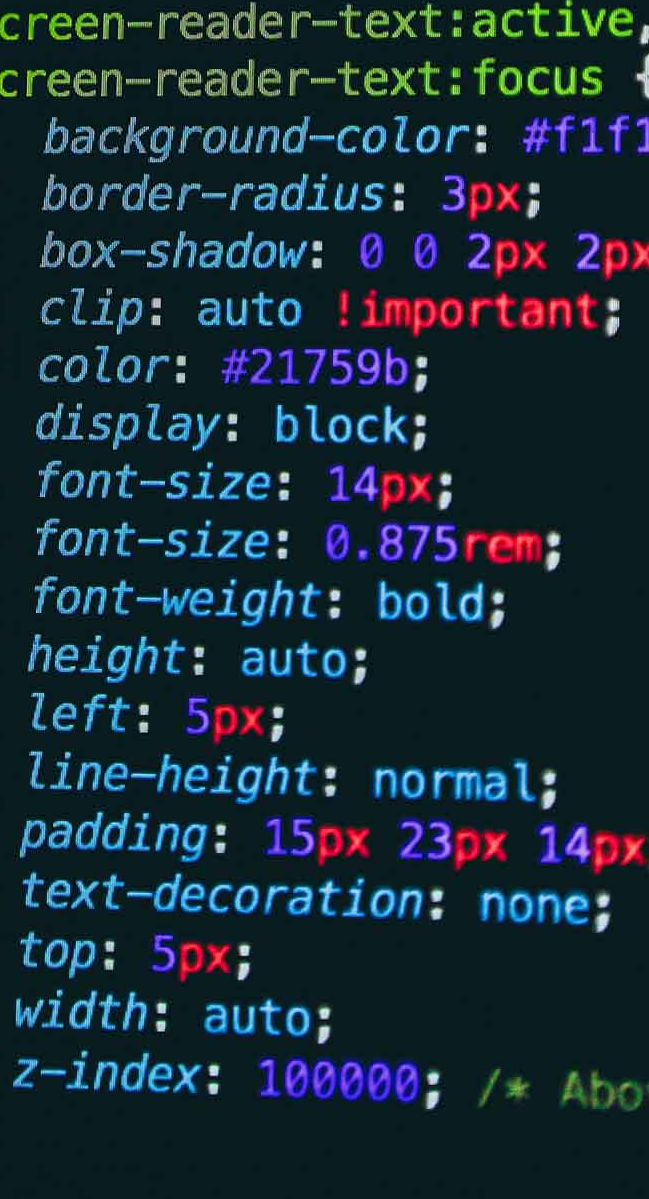 creen-reader-text:active,
creen-reader-text:focus {
background-color: #f1f1
border-radius: 3px;
box-shadow: 0 0 2px 2px
clip: auto !important;
color: #21759b;
display: block;
font-size: 14px;
font-size: 0.875rem;
font-weight: bold;
height: auto;
left: 5px;
line-height: normal;
padding: 15px 23px 14px
text-decoration: none;
top: 5px;
width: auto;
z-index: 100000; /* Abo